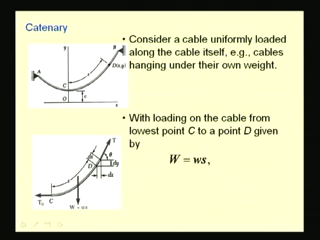 Catenary
• Consider a cable uniformly loaded
along the cable itself, e.g., cables
hanging under their own weight.
y
A
B
s
D(x,y)
C
c
O
x
• With loading on the cable from
lowest point C to a point D given
by
W = ws,
T
θ
ds
dy
D
s
dx
T₀
C
W = ws